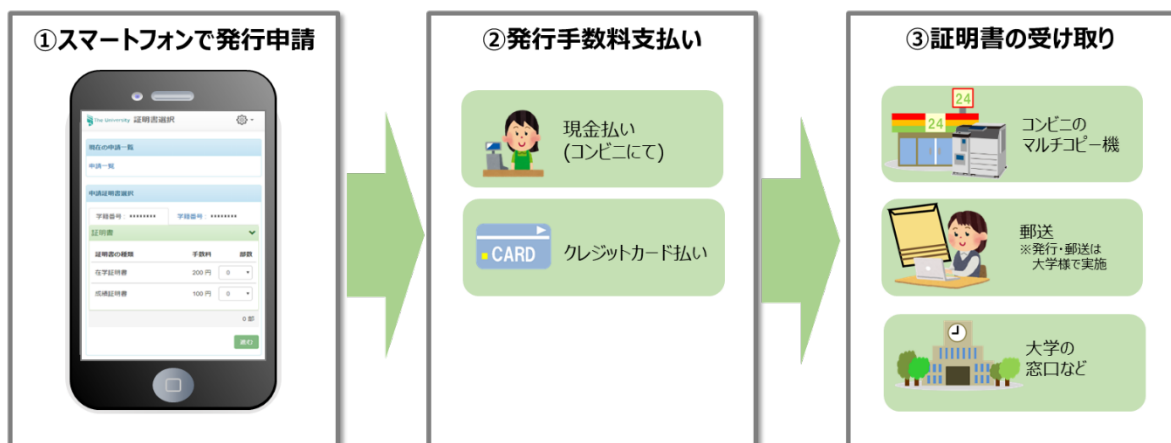 ①スマートフォンで発行申請
The University 証明書選択
現在の申請一覧
申請一覧
申請証明書選択
学籍番号: ******** 学籍番号: ********
証明書
証明書の種類 手数料 部数
在学証明書 200 円 0
成績証明書 100 円 0
0 部
進む
②発行手数料支払い
現金払い
(コンビニにて)
CARD
クレジットカード払い
③証明書の受け取り
24
24
コンビニの
マルチコピー機
郵送
※発行・郵送は
大学様で実施
大学の
窓口など